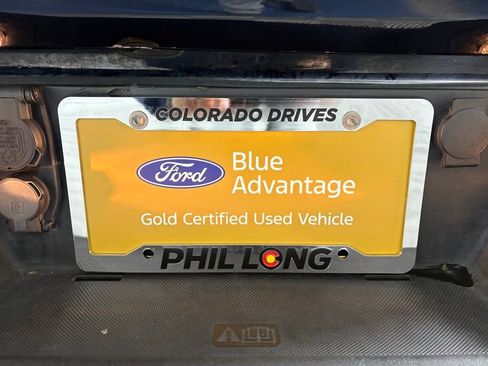 COLORADO DRIVES
Ford
Blue
Advantage
Gold Certified Used Vehicle
PHIL LONG